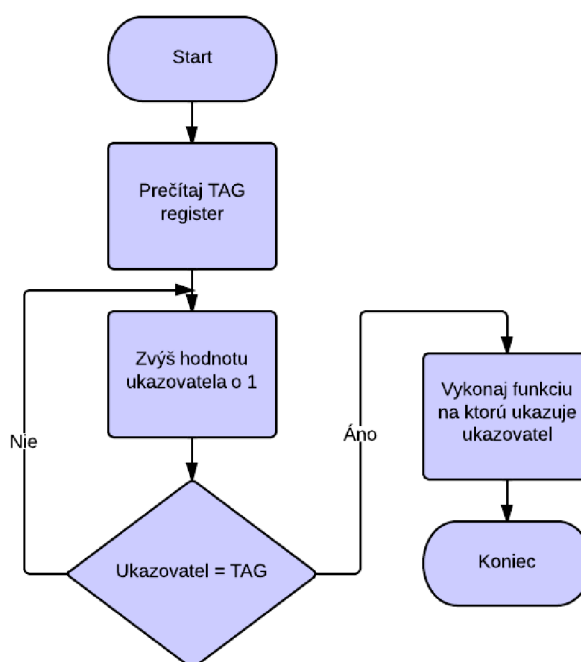 Start
Prečítaj TAG
register
Zvýš hodnotu
ukazovatela o 1
Nie
Ukazovatel = TAG
Áno
Vykonaj funkciu
na ktorú ukazuje
ukazovatel
Koniec